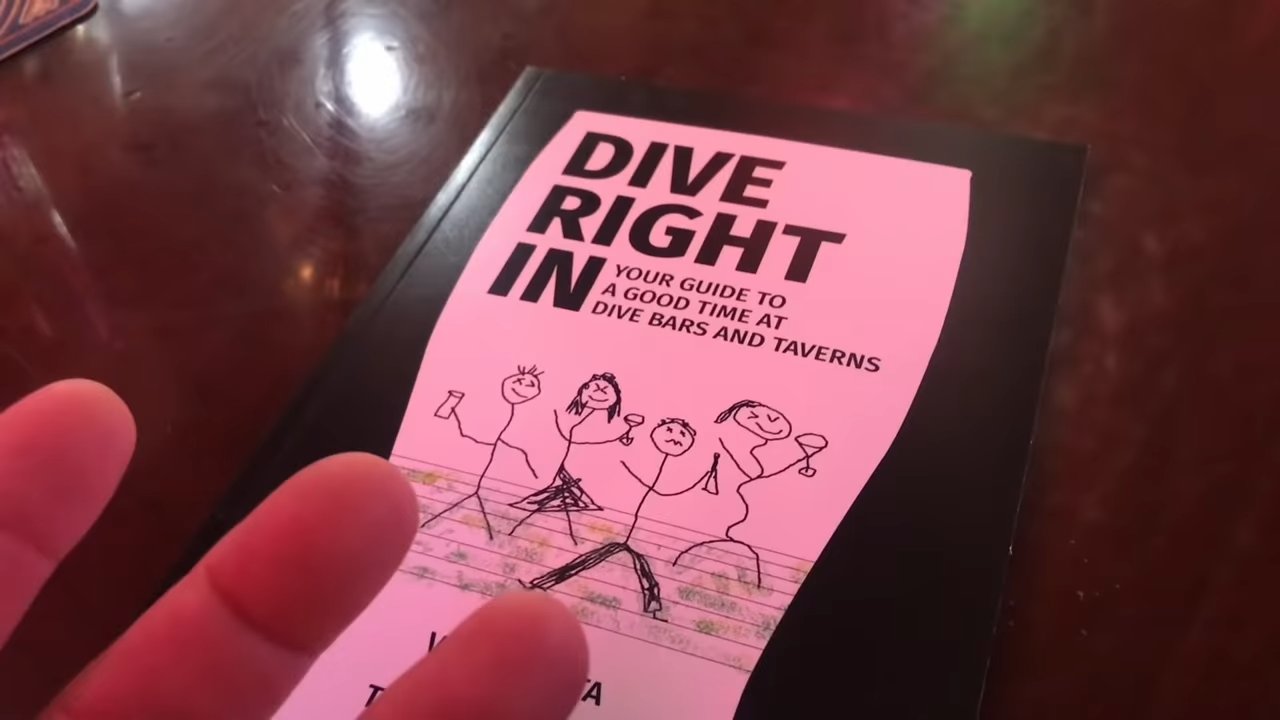 DIVE
RIGHT
IN
YOUR GUIDE TO
A GOOD TIME AT
DIVE BARS AND TAVERNS